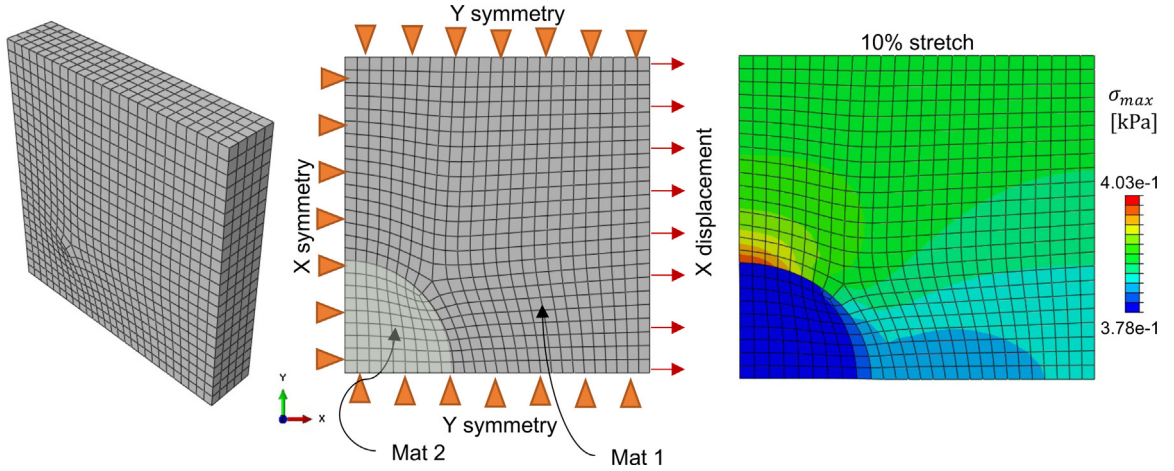 Y symmetry
X symmetry
X displacement
Y symmetry
Mat 2
Mat 1
Y
X
10% stretch
σmax
[kPa]
4.03e-1
3.78e-1